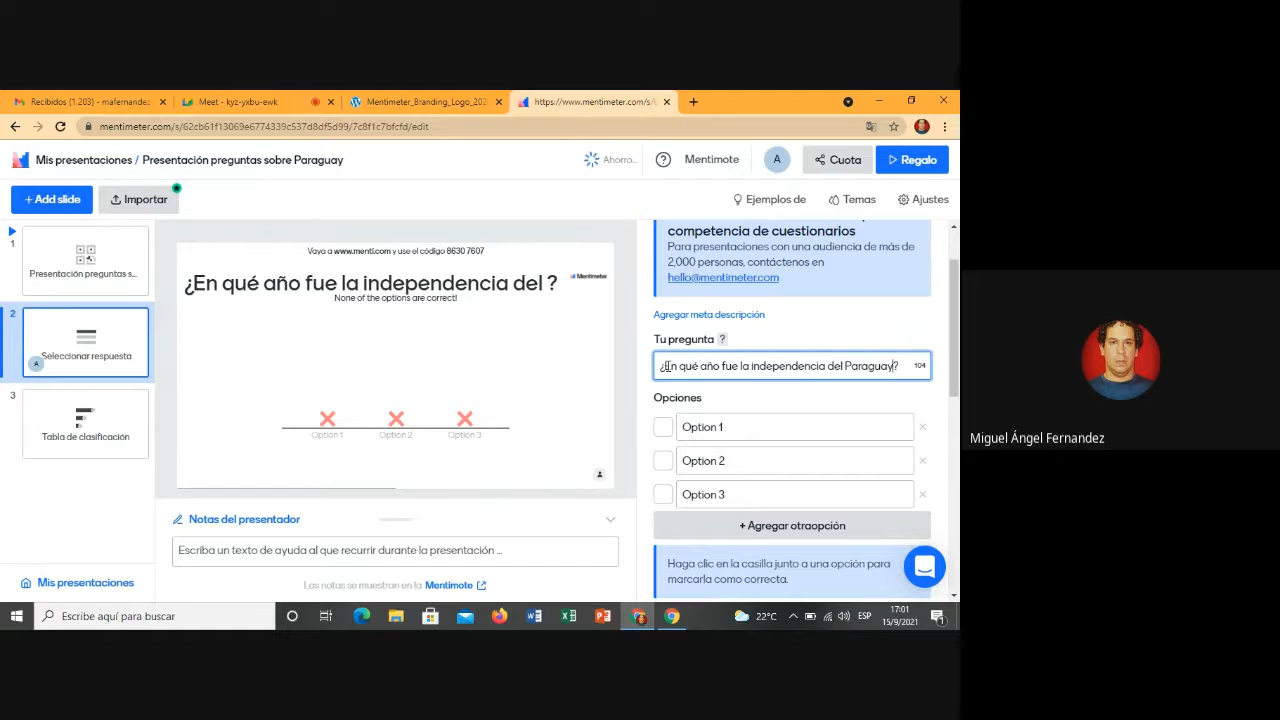 Recibidos (1.203) - mafernandez
Meet - kyz-yxbu-ewk
Mentimeter_Branding_Logo_202
https://www.mentimeter.com/s/
mentimeter.com/s/62cb61f13069e6774339c537d8df5d99/7c8f1c7bfcfd/edit
Mis presentaciones / Presentación preguntas sobre Paraguay
Ahorro...
Mentimote
A
Cuota
Regalo
+ Add slide
Importar
Ejemplos de
Temas
Ajustes
1
Presentación preguntas s...
2
Seleccionar respuesta
A
3
Tabla de clasificación
Mis presentaciones
Vaya a www.menti.com y use el código 8630 7607
¿En qué año fue la independencia del ?
Mentimeter
None of the options are correct!
Option 1
Option 2
Option 3
Notas del presentador
Escriba un texto de ayuda al que recurrir durante la presentación ...
Las notas se muestran en la Mentimote
competencia de cuestionarios
Para presentaciones con una audiencia de más de
2,000 personas, contáctenos en
hello@mentimeter.com
Agregar meta descripción
Tu pregunta ?
¿En qué año fue la independencia del Paraguay?
104
Opciones
Option 1
Option 2
Option 3
+ Agregar otraopción
Haga clic en la casilla junto a una opción para
marcarla como correcta.
Escribe aquí para buscar
22°C
ESP
17:01
15/9/2021
1
Miguel Ángel Fernandez